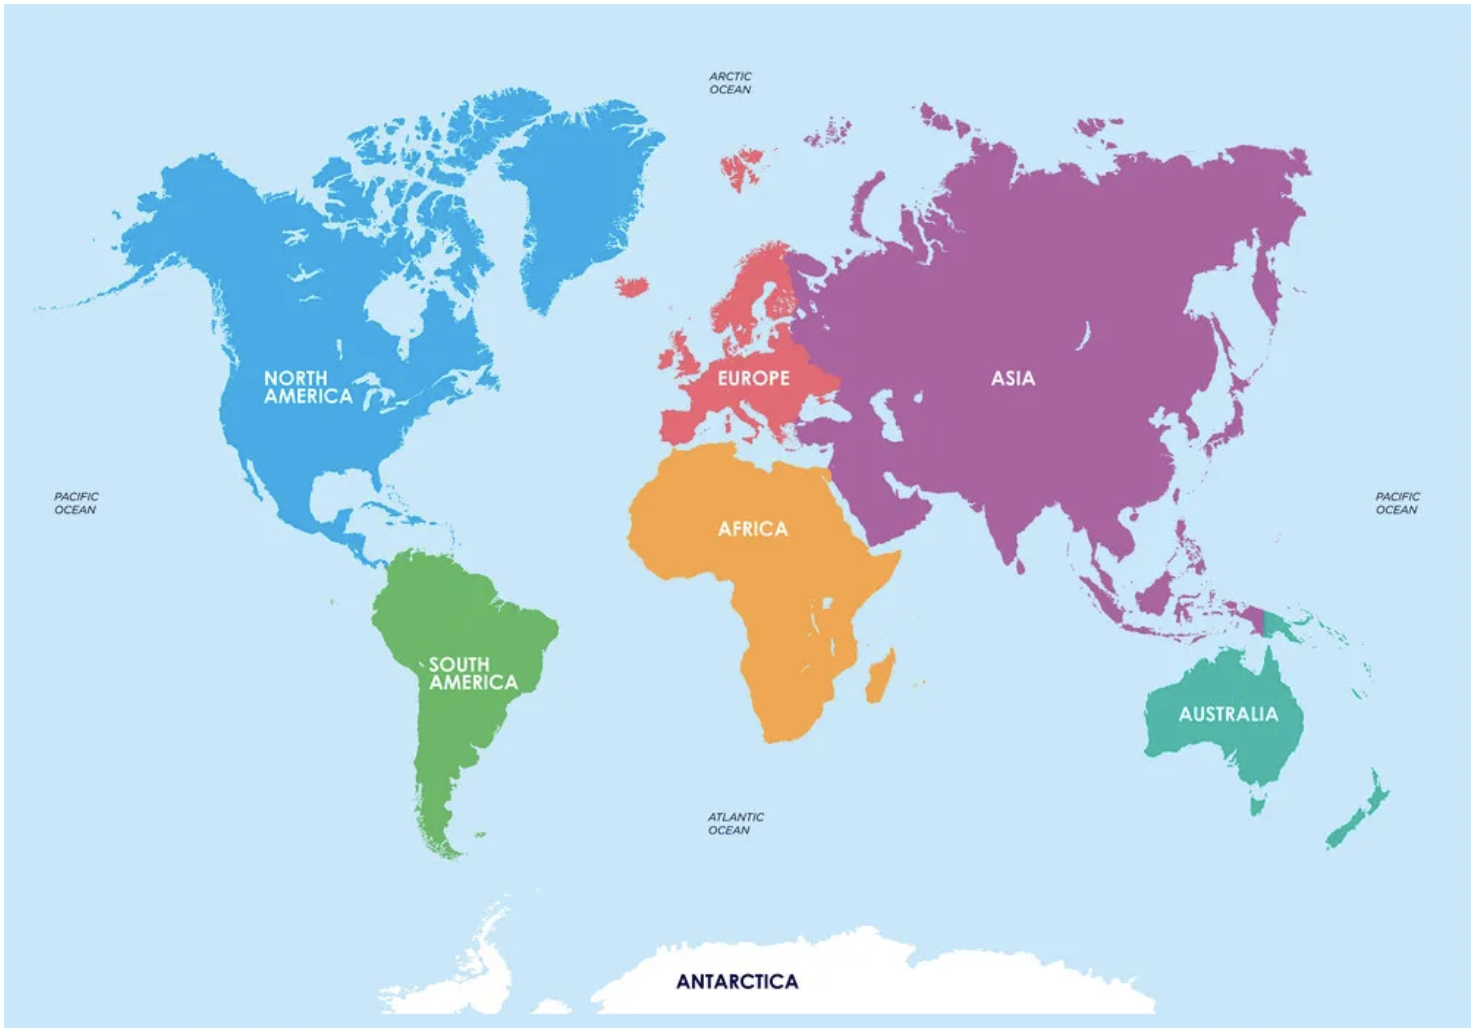 ARCTIC
OCEAN
NORTH
AMERICA
EUROPE
ASIA
PACIFIC
OCEAN
PACIFIC
OCEAN
AFRICA
SOUTH
AMERICA
AUSTRALIA
ATLANTIC
OCEAN
ANTARCTICA